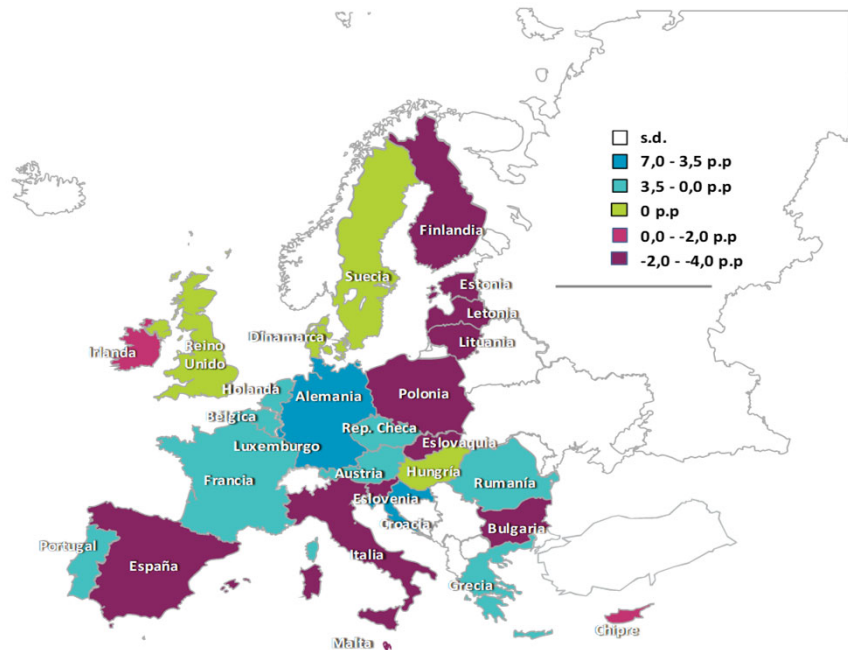 s.d.
7,0 - 3,5 p.p
3,5 - 0,0 p.p
0 p.p
0,0 - -2,0 p.p
-2,0 - -4,0 p.p
Finlandia
Suecia
Estonia
Letonia
Lituania
Dinamarca
Irlanda
Reino
Unido
Holanda
Alemania
Polonia
Bélgica
Rep. Checa
Luxemburgo
Eslovaquia
Francia
Austria
Hungría
Rumanía
Eslovenia
Croacia
Bulgaria
Portugal
España
Italia
Grecia
Chipre
Malta